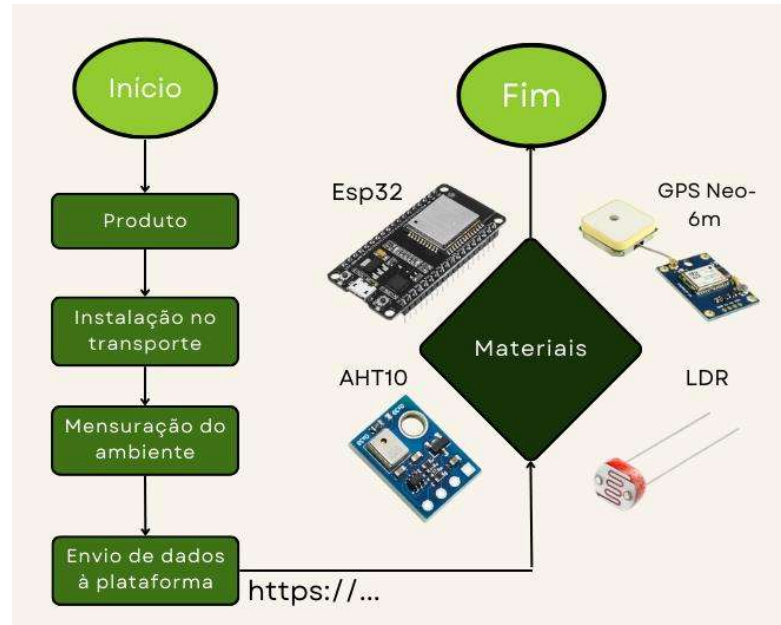 Início
Produto
Instalação no
transporte
Mensuração do
ambiente
Envio de dados
à plataforma
https://...
Fim
Esp32
GPS Neo-
6m
Materiais
AHT10
LDR